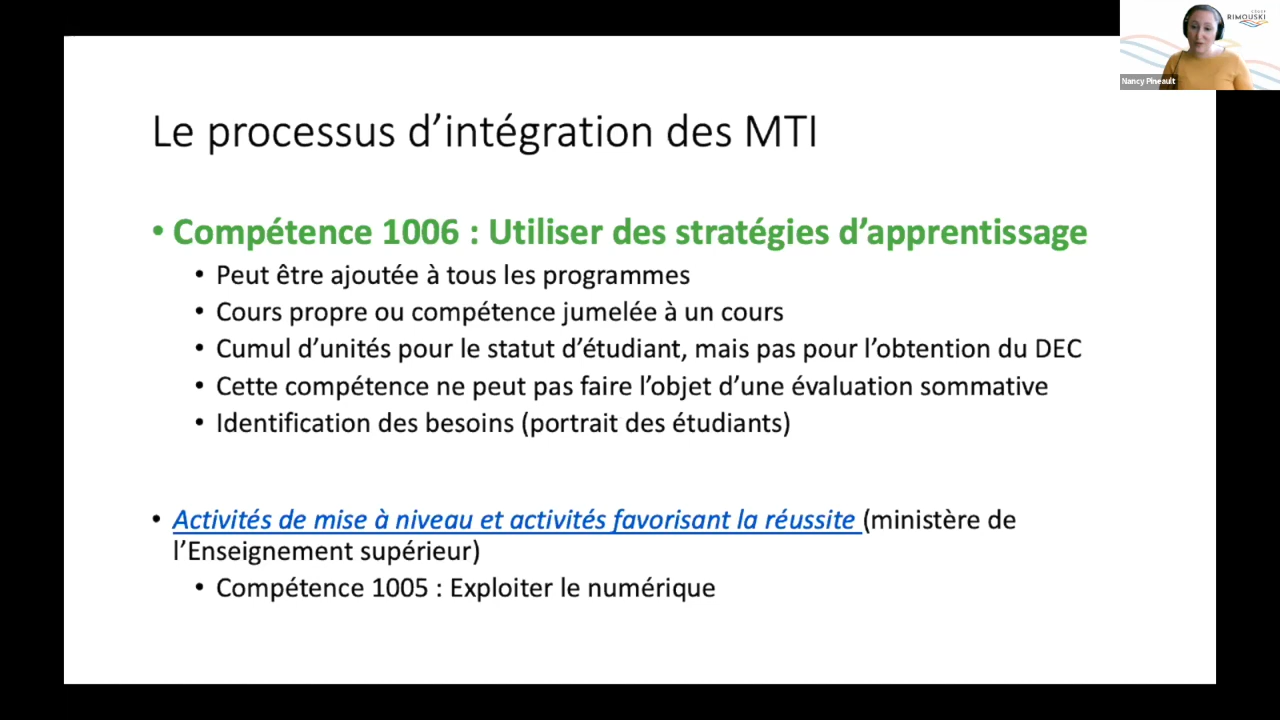 CÉGEP
RIMOUSKI
Nancy Pineault
Le processus d’intégration des MTI
• Compétence 1006 : Utiliser des stratégies d’apprentissage
• Peut être ajoutée à tous les programmes
• Cours propre ou compétence jumelée à un cours
• Cumul d’unités pour le statut d’étudiant, mais pas pour l’obtention du DEC
• Cette compétence ne peut pas faire l’objet d’une évaluation sommative
• Identification des besoins (portrait des étudiants)
• Activités de mise à niveau et activités favorisant la réussite (ministère de
l’Enseignement supérieur)
• Compétence 1005 : Exploiter le numérique